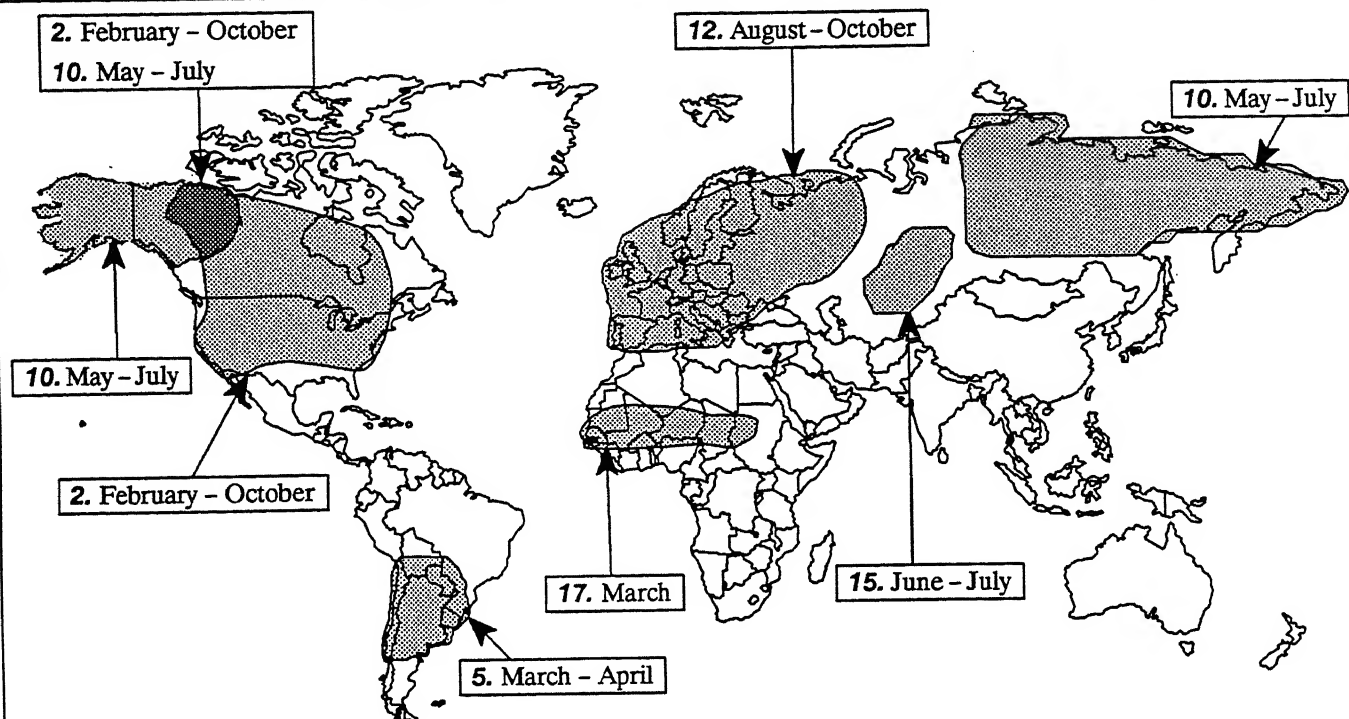 2. February – October
10. May – July
12. August – October
10. May – July
10. May – July
2. February – October
17. March
15. June – July
5. March – April